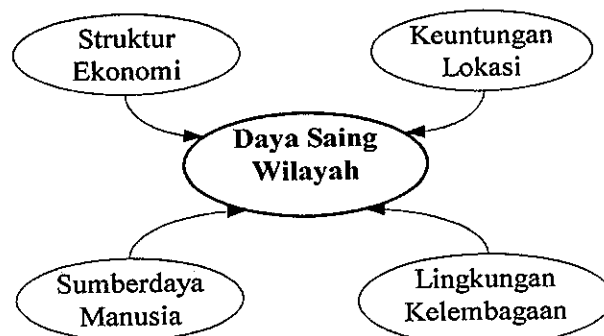 Struktur
Ekonomi
Keuntungan
Lokasi
Daya Saing
Wilayah
Sumberdaya
Manusia
Lingkungan
Kelembagaan